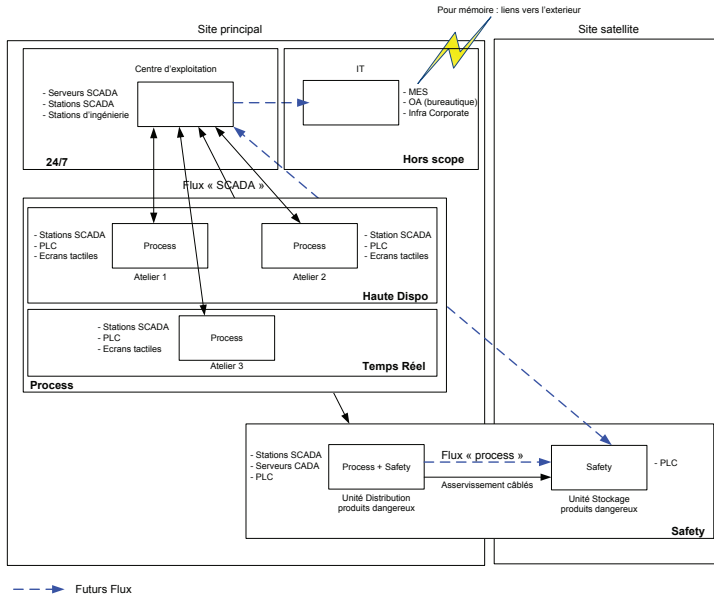 Pour mémoire : liens vers l'exterieur
Site principal
Site satellite
Centre d'exploitation
IT
- Serveurs SCADA
- Stations SCADA
- Stations d'ingénierie
- MES
- OA (bureautique)
- Infra Corporate
24/7
Hors scope
Flux « SCADA »
- Stations SCADA
- PLC
- Ecrans tactiles
Process
Process
- Station SCADA
- PLC
- Ecrans tactiles
Atelier 1
Atelier 2
Haute Dispo
- Stations SCADA
- PLC
- Ecrans tactiles
Process
Atelier 3
Temps Réel
Process
- Stations SCADA
- Serveurs CADA
- PLC
Process + Safety
Flux « process »
Asservissement câblés
Safety
- PLC
Unité Distribution
produits dangereux
Unité Stockage
produits dangereux
Safety
Futurs Flux